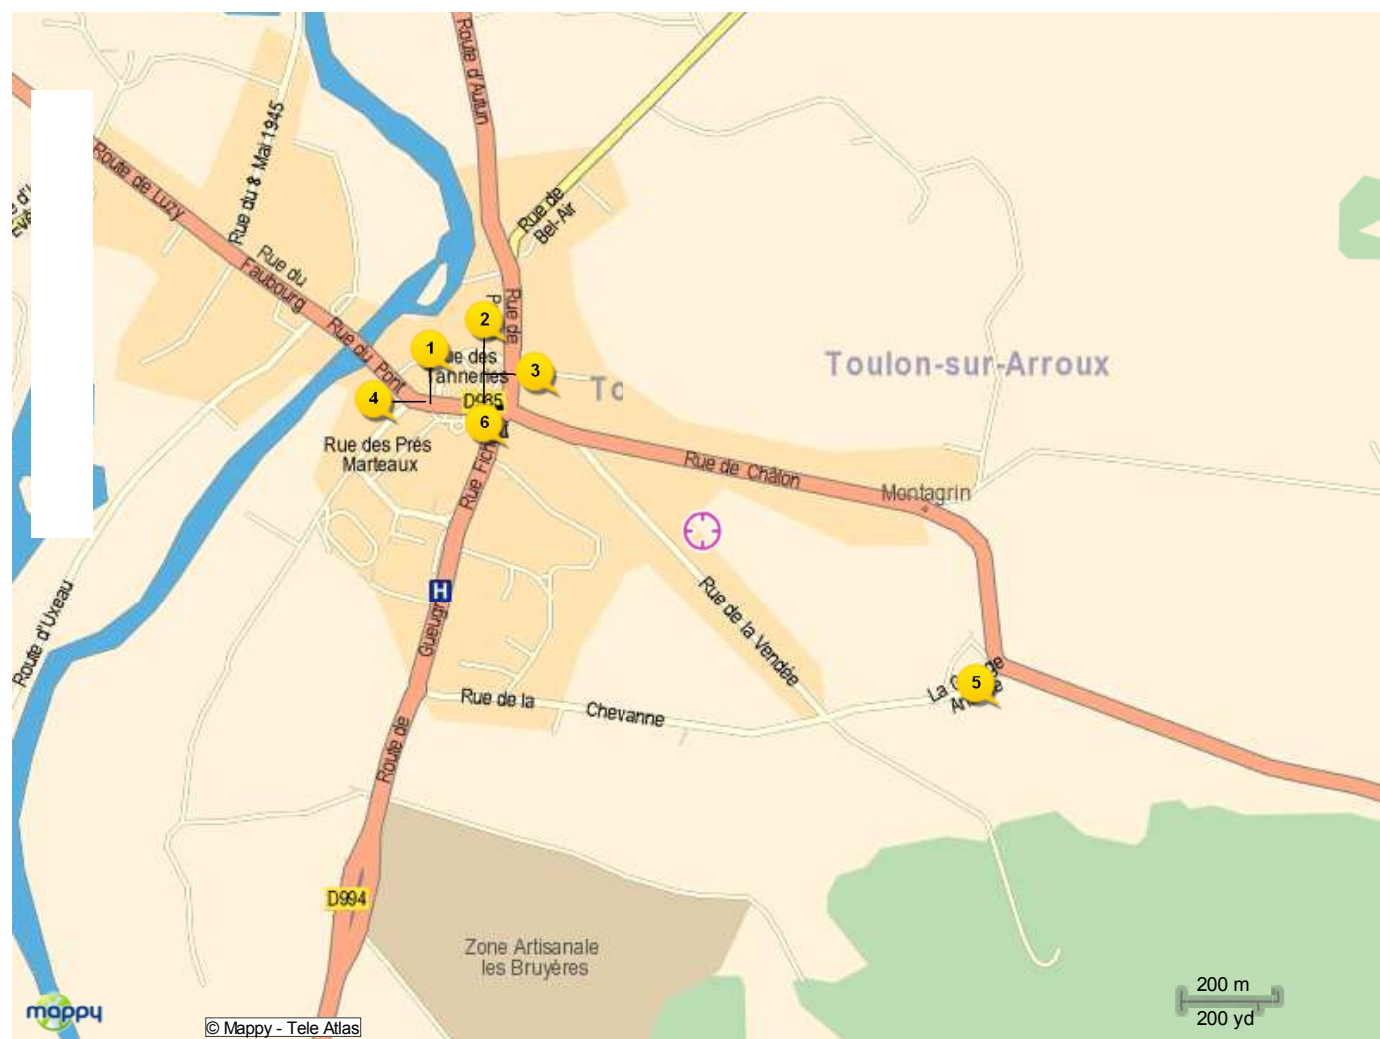 Route d'Autun
Rue du 8 Mai 1945
Route de Luzy
Rue de
Bel-Air
Rue du
Faubourg
Rue de
2
Rue du Pont
1
des
Tanneries
3
Toulon-sur-Arroux
4
D985
6
Rue des Prés
Marteaux
Rue de Châlon
Rue
Montagrin
H
Route d'Uxeau
Rue de la Vendée
5
La
Rue de la
Chevanne
Route de
D994
Zone Artisanale
les Bruyères
200 m
200 yd
mappy
© Mappy - Tele Atlas